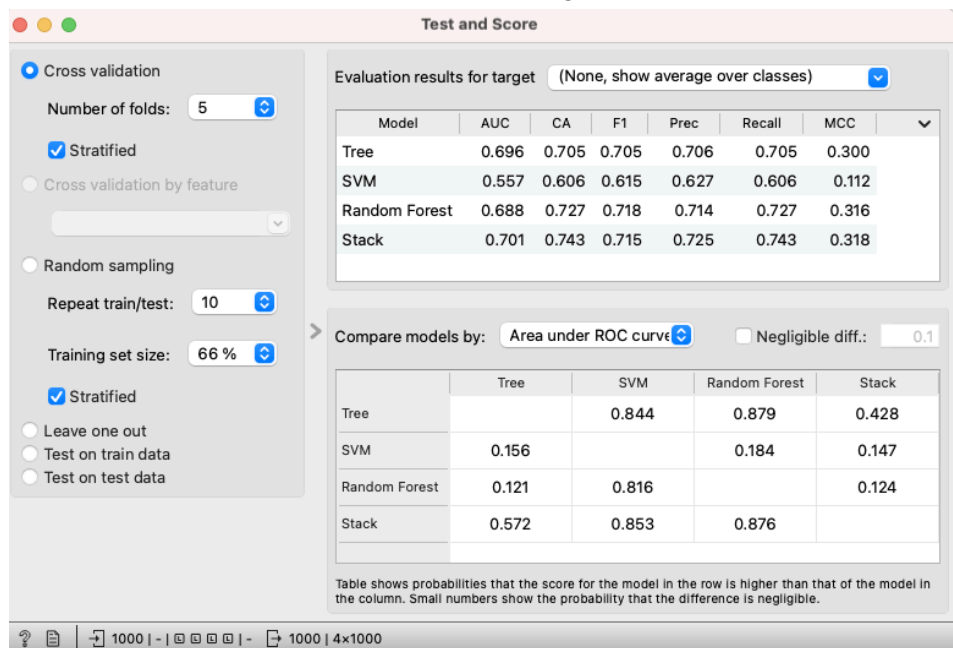 Test and Score
Cross validation
Number of folds: 5
Stratified
Cross validation by feature
Random sampling
Repeat train/test: 10
Training set size: 66 %
Stratified
Leave one out
Test on train data
Test on test data
Evaluation results for target (None, show average over classes)
Model AUC CA F1 Prec Recall MCC
Tree 0.696 0.705 0.705 0.706 0.705 0.300
SVM 0.557 0.606 0.615 0.627 0.606 0.112
Random Forest 0.688 0.727 0.718 0.714 0.727 0.316
Stack 0.701 0.743 0.715 0.725 0.743 0.318
Compare models by: Area under ROC curve Negligible diff.: 0.1
Tree SVM Random Forest Stack
Tree 0.844 0.879 0.428
SVM 0.156 0.184 0.147
Random Forest 0.121 0.816 0.124
Stack 0.572 0.853 0.876
Table shows probabilities that the score for the model in the row is higher than that of the model in
the column. Small numbers show the probability that the difference is negligible.
? 1000 | - | L L L L | - 1000 | 4×1000